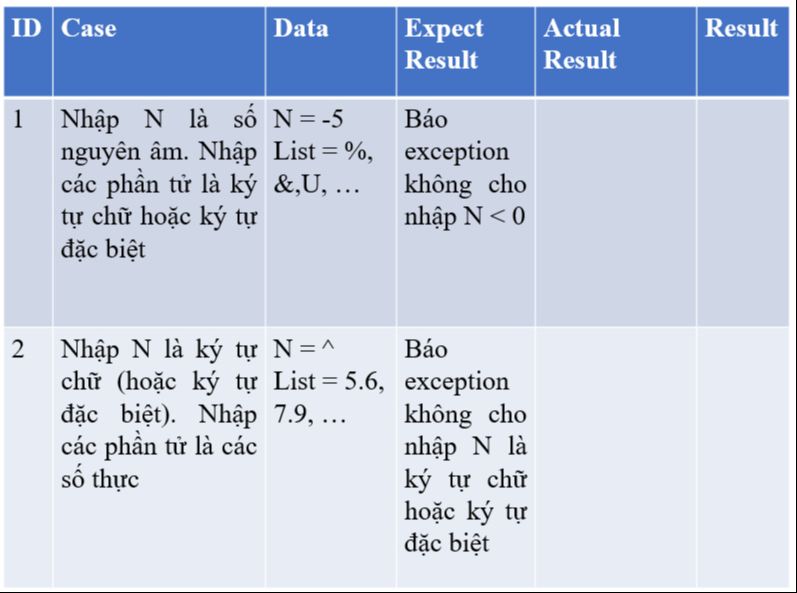 ID Case Data Expect Result Actual Result Result
1
Nhập N là số
nguyên âm. Nhập
các phần tử là ký
tự chữ hoặc ký tự
đặc biệt
N = -5
List = %,
&,U, …
Báo
exception
không cho
nhập N < 0
2
Nhập N là ký tự
chữ (hoặc ký tự
đặc biệt). Nhập
các phần tử là các
số thực
N = ^
List = 5.6,
7.9, …
Báo
exception
không cho
nhập N là
ký tự chữ
hoặc ký tự
đặc biệt